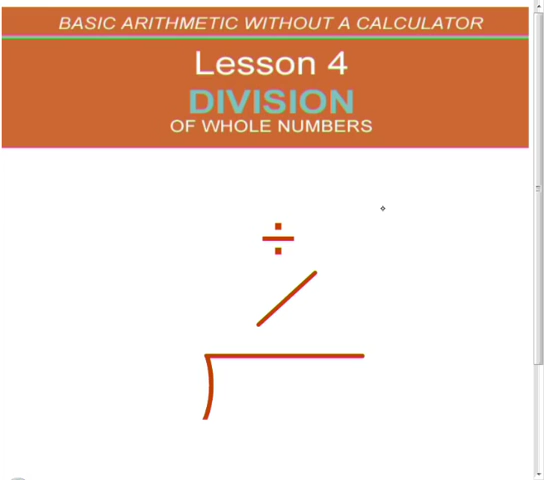 BASIC ARITHMETIC WITHOUT A CALCULATOR
Lesson 4
DIVISION
OF WHOLE NUMBERS
÷
/